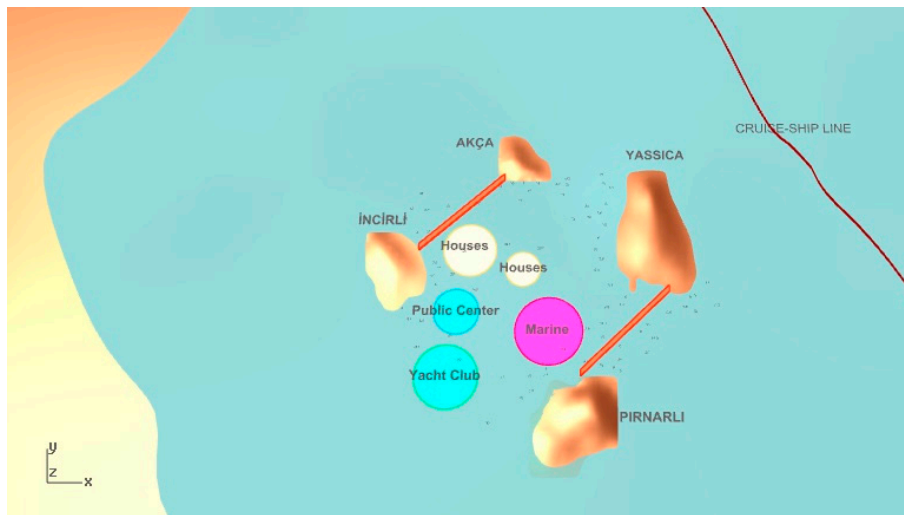 CRUISE-SHIP LINE
AKÇA
YASSICA
İNCİRLİ
Houses
Houses
Public Center
Marine
Yacht Club
PIRNARLI
y
z
x